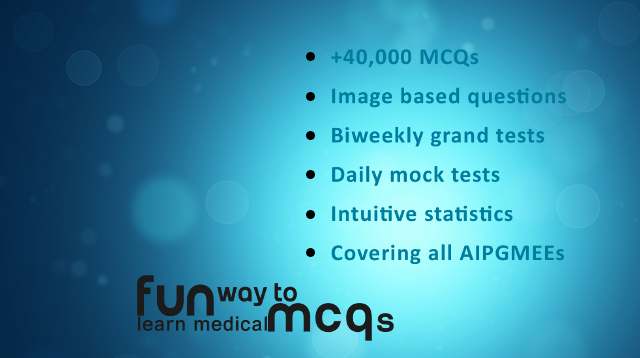 +40,000 MCQs
Image based questions
Biweekly grand tests
Daily mock tests
Intuitive statistics
Covering all AIPGMEEs
fun way to
learn medical mcqs